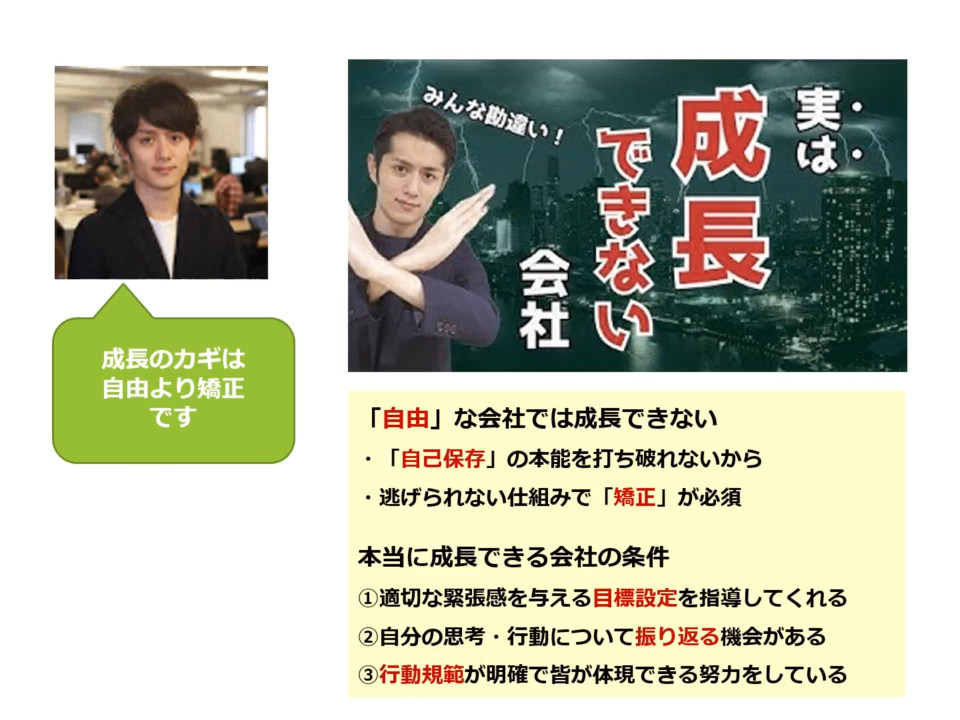 みんな勘違い！
実は
成長
できない
会社
成長のカギは
自由より矯正
です
「自由」な会社では成長できない
・「自己保存」の本能を打ち破れないから
・逃げられない仕組みで「矯正」が必須
本当に成長できる会社の条件
①適切な緊張感を与える目標設定を指導してくれる
②自分の思考・行動について振り返る機会がある
③行動規範が明確で皆が体現できる努力をしている